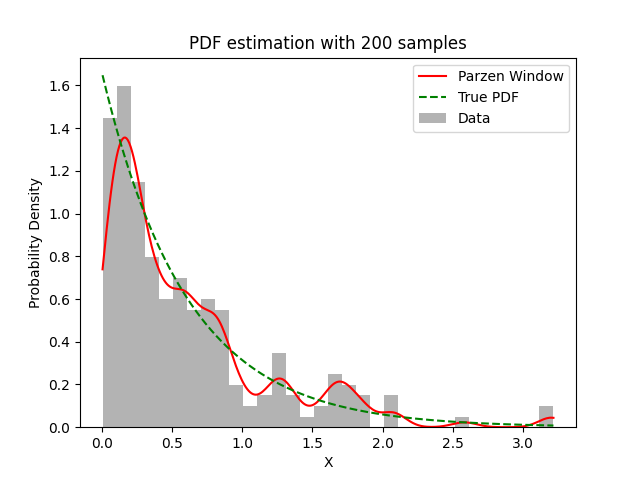 PDF estimation with 200 samples
Parzen Window
True PDF
Data
Probability Density
1.6
1.4
1.2
1.0
0.8
0.6
0.4
0.2
0.0
0.0 0.5 1.0 1.5 2.0 2.5 3.0
X